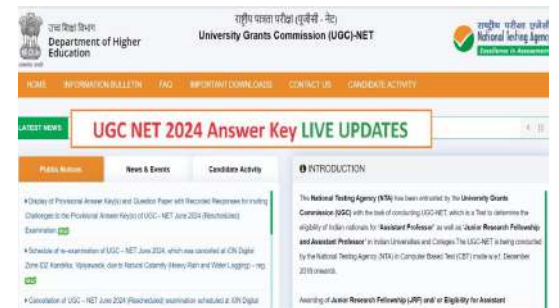 उच्च शिक्षा विभाग
Department of Higher
Education
राष्ट्रीय पात्रता परीक्षा (यूजीसी - नेट)
University Grants Commission (UGC)-NET
राष्ट्रीय परीक्षा एजेंसी
National Testing Agency
Excellence in Assessment
HOME INFORMATION BULLETIN FAQ IMPORTANT DOWNLOADS CONTACT US CANDIDATE ACTIVITY
LATEST NEWS
UGC NET 2024 Answer Key LIVE UPDATES
Public Notices News & Events Candidate Activity
Display of Provisional Answer Key(s) and Question Paper with Recorded Responses for inviting
Challenges to the Provisional Answer Key(s) of UGC - NET June 2024 (Rescheduled)
Examination
Schedule of re-examination of UGC - NET June 2024, which was cancelled at iON Digital
Zone IDZ Kandrika, Vijayawada, due to Natural Calamity (Heavy Rain and Water Logging) - reg.
Cancellation of UGC - NET June 2024 (Rescheduled) examination scheduled at iON Digital
INTRODUCTION
The National Testing Agency (NTA) has been entrusted by the University Grants
Commission (UGC) with the task of conducting UGC-NET, which is a Test to determine the
eligibility of Indian nationals for 'Assistant Professor' as well as 'Junior Research Fellowship
and Assistant Professor' in Indian Universities and Colleges. The UGC-NET is being conducted
by the National Testing Agency (NTA) in Computer Based Test (CBT) mode w.e.f. December
2018 onwards.
Awarding of Junior Research Fellowship (JRF) and/ or Eligibility for Assistant